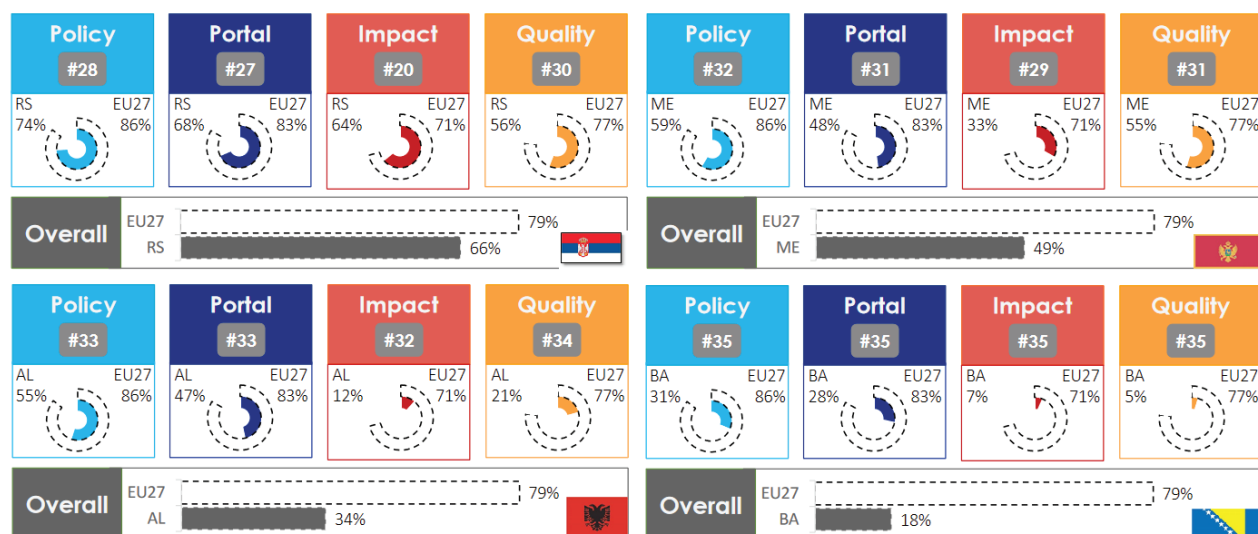 Policy
#28
RS EU27
74% 86%
Portal
#27
RS EU27
68% 83%
Impact
#20
RS EU27
64% 71%
Quality
#30
RS EU27
56% 77%
Overall
EU27 79%
RS 66%
Policy
#32
ME EU27
59% 86%
Portal
#31
ME EU27
48% 83%
Impact
#29
ME EU27
33% 71%
Quality
#31
ME EU27
55% 77%
Overall
EU27 79%
ME 49%
Policy
#33
AL EU27
55% 86%
Portal
#33
AL EU27
47% 83%
Impact
#32
AL EU27
12% 71%
Quality
#34
AL EU27
21% 77%
Overall
EU27 79%
AL 34%
Policy
#35
BA EU27
31% 86%
Portal
#35
BA EU27
28% 83%
Impact
#35
BA EU27
7% 71%
Quality
#35
BA EU27
5% 77%
Overall
EU27 79%
BA 18%